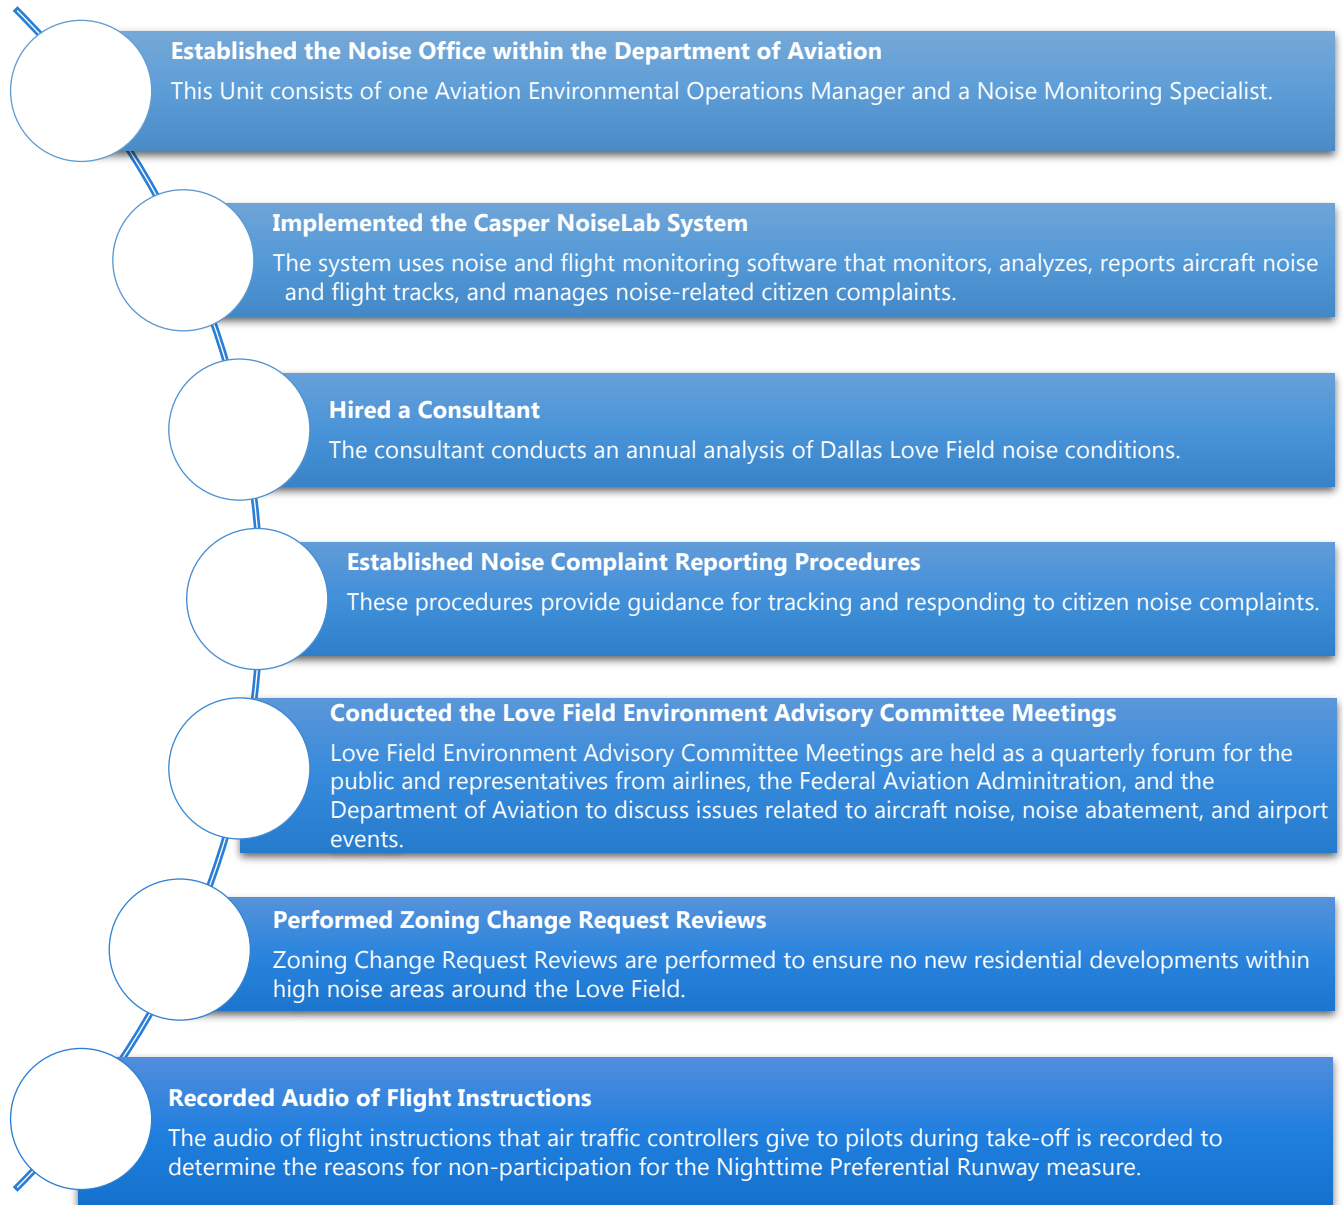 Established the Noise Office within the Department of Aviation
This Unit consists of one Aviation Environmental Operations Manager and a Noise Monitoring Specialist.
Implemented the Casper NoiseLab System
The system uses noise and flight monitoring software that monitors, analyzes, reports aircraft noise
and flight tracks, and manages noise-related citizen complaints.
Hired a Consultant
The consultant conducts an annual analysis of Dallas Love Field noise conditions.
Established Noise Complaint Reporting Procedures
These procedures provide guidance for tracking and responding to citizen noise complaints.
Conducted the Love Field Environment Advisory Committee Meetings
Love Field Environment Advisory Committee Meetings are held as a quarterly forum for the
public and representatives from airlines, the Federal Aviation Adminitration, and the
Department of Aviation to discuss issues related to aircraft noise, noise abatement, and airport
events.
Performed Zoning Change Request Reviews
Zoning Change Request Reviews are performed to ensure no new residential developments within
high noise areas around the Love Field.
Recorded Audio of Flight Instructions
The audio of flight instructions that air traffic controllers give to pilots during take-off is recorded to
determine the reasons for non-participation for the Nighttime Preferential Runway measure.